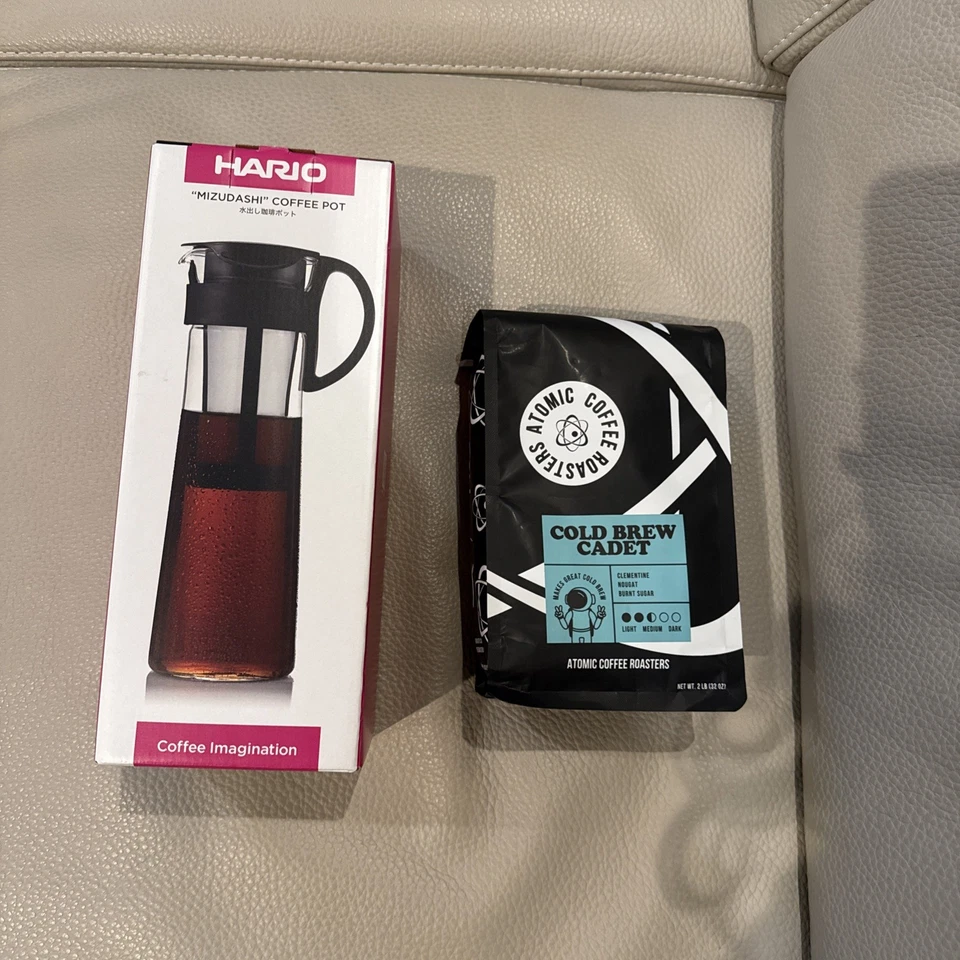 HARIO
"MIZUDASHI" COFFEE POT
水出し珈琲ポット
Coffee Imagination
ATOMIC COFFEE ROASTERS
COLD BREW
CADET
MAKES GREAT COLD BREW
CLEMENTINE
NOUGAT
BURNT SUGAR
LIGHT MEDIUM DARK
ATOMIC COFFEE ROASTERS
NET WT. 2 LB (32 OZ)